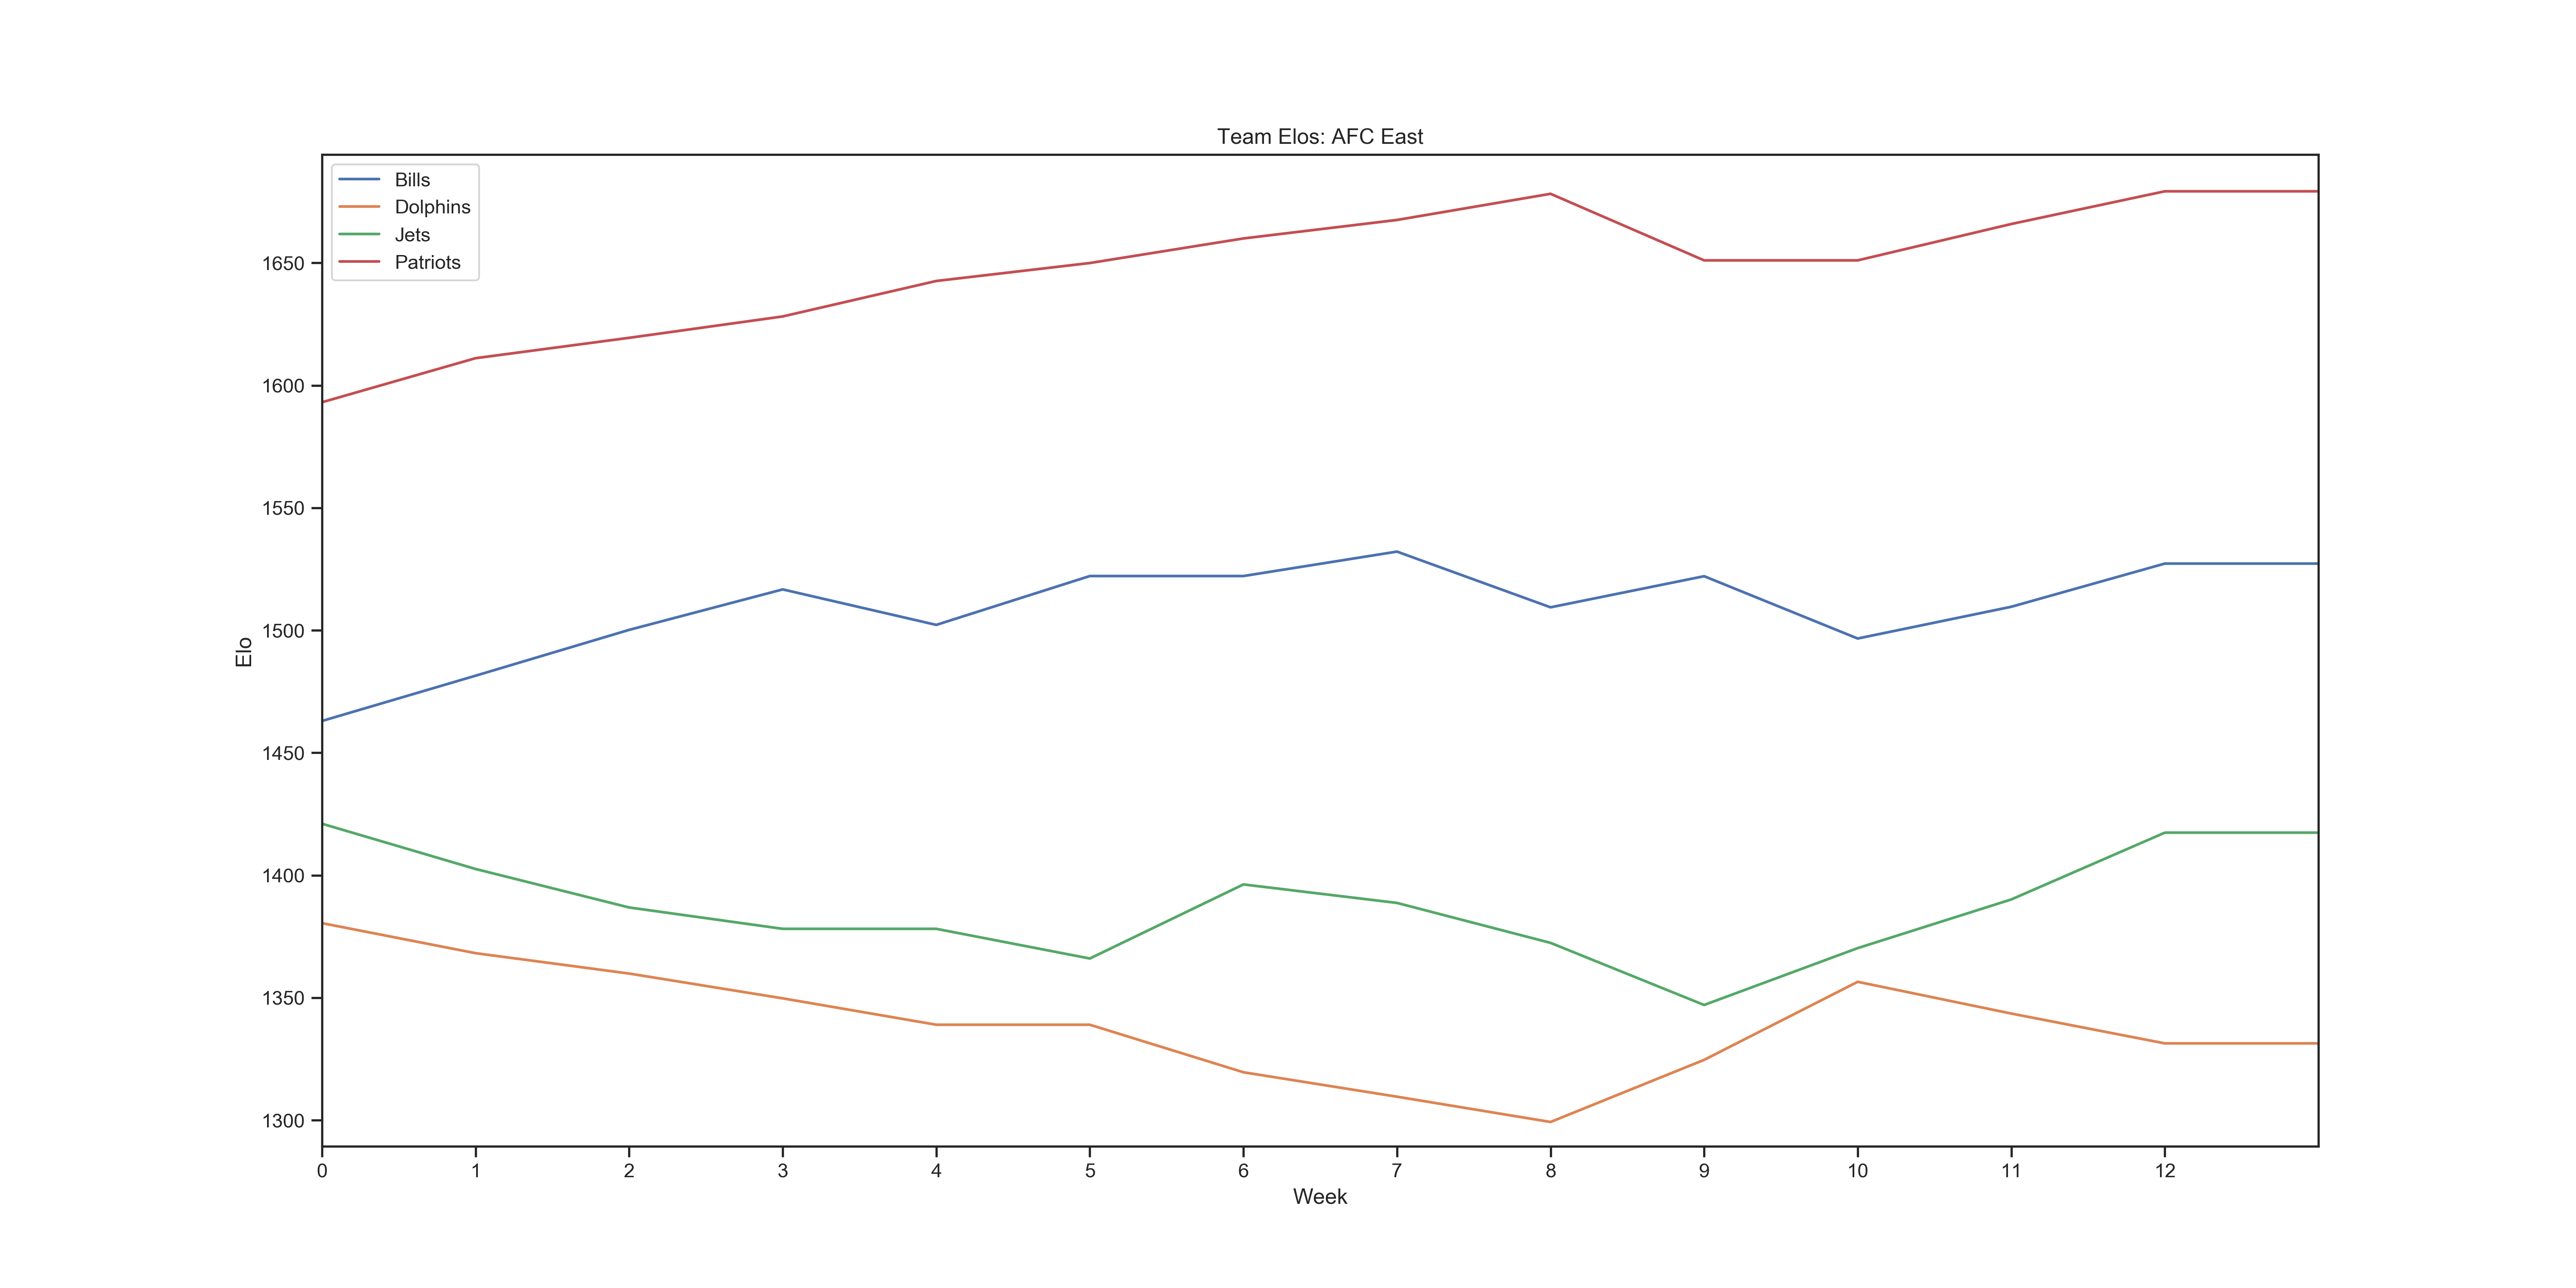 Team Elos: AFC East
Bills
Dolphins
Jets
Patriots
1650
1600
1550
1500
1450
1400
1350
1300
Elo
0 1 2 3 4 5 6 7 8 9 10 11 12
Week